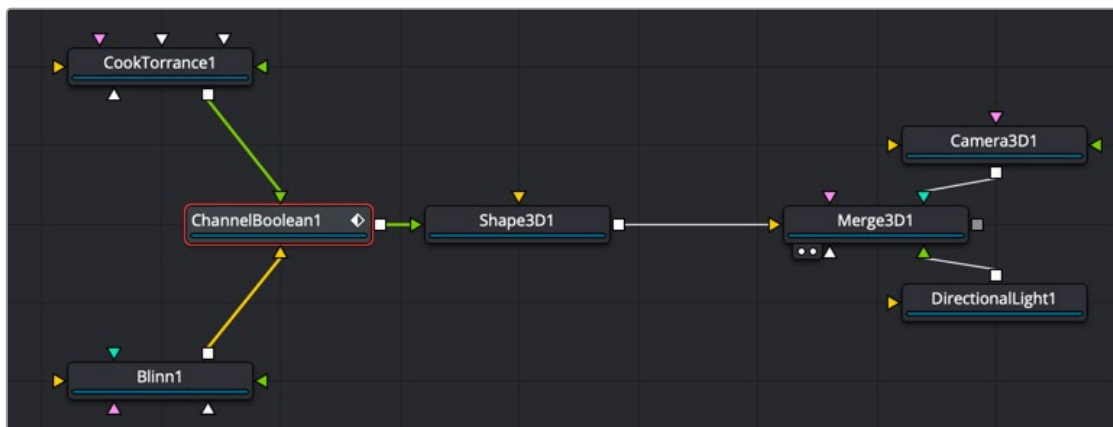 CookTorrance1
Camera3D1
ChannelBoolean1
Shape3D1
Merge3D1
DirectionalLight1
Blinn1